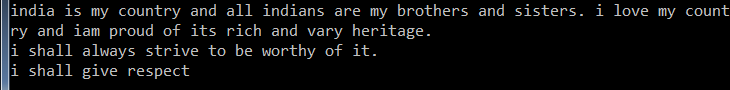 india is my country and all indians are my brothers and sisters. i love my count
ry and iam proud of its rich and vary heritage.
i shall always strive to be worthy of it.
i shall give respect